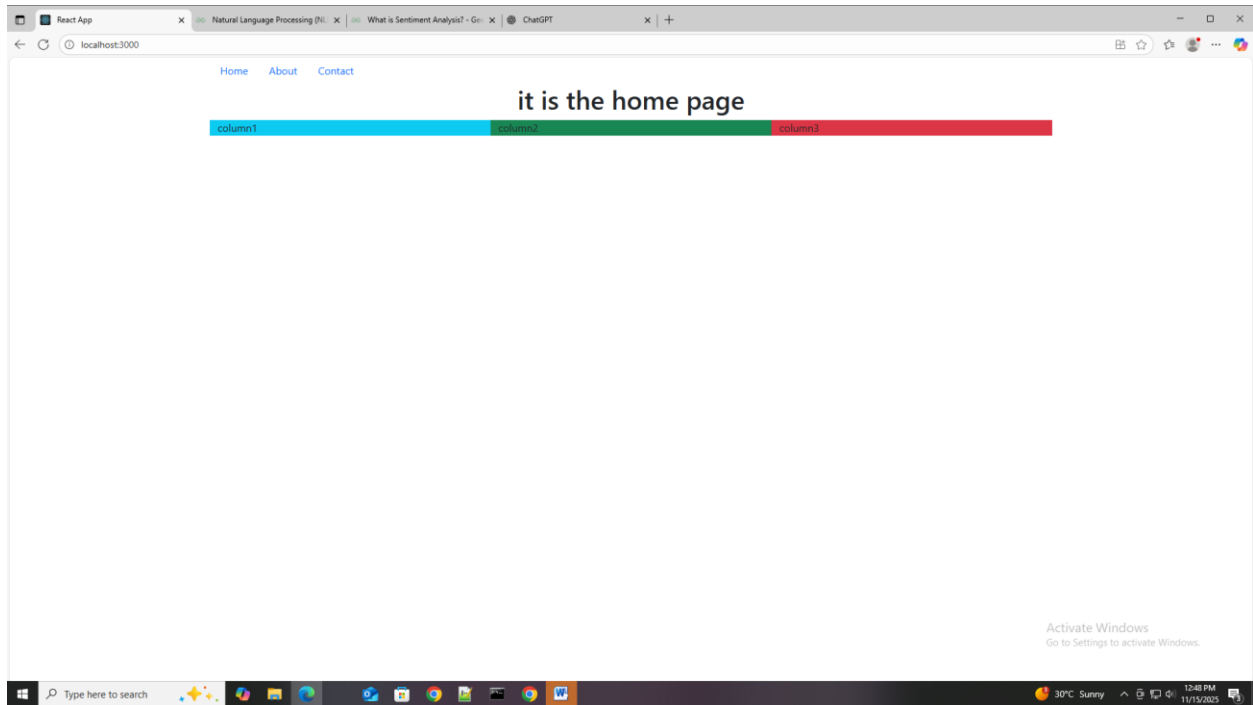 React App
Natural Language Processing (NL
What is Sentiment Analysis? - Ge
ChatGPT
localhost:3000
Home About Contact
it is the home page
column1 column2 column3
Activate Windows
Go to Settings to activate Windows.
Type here to search
30°C Sunny
12:48 PM
11/15/2025